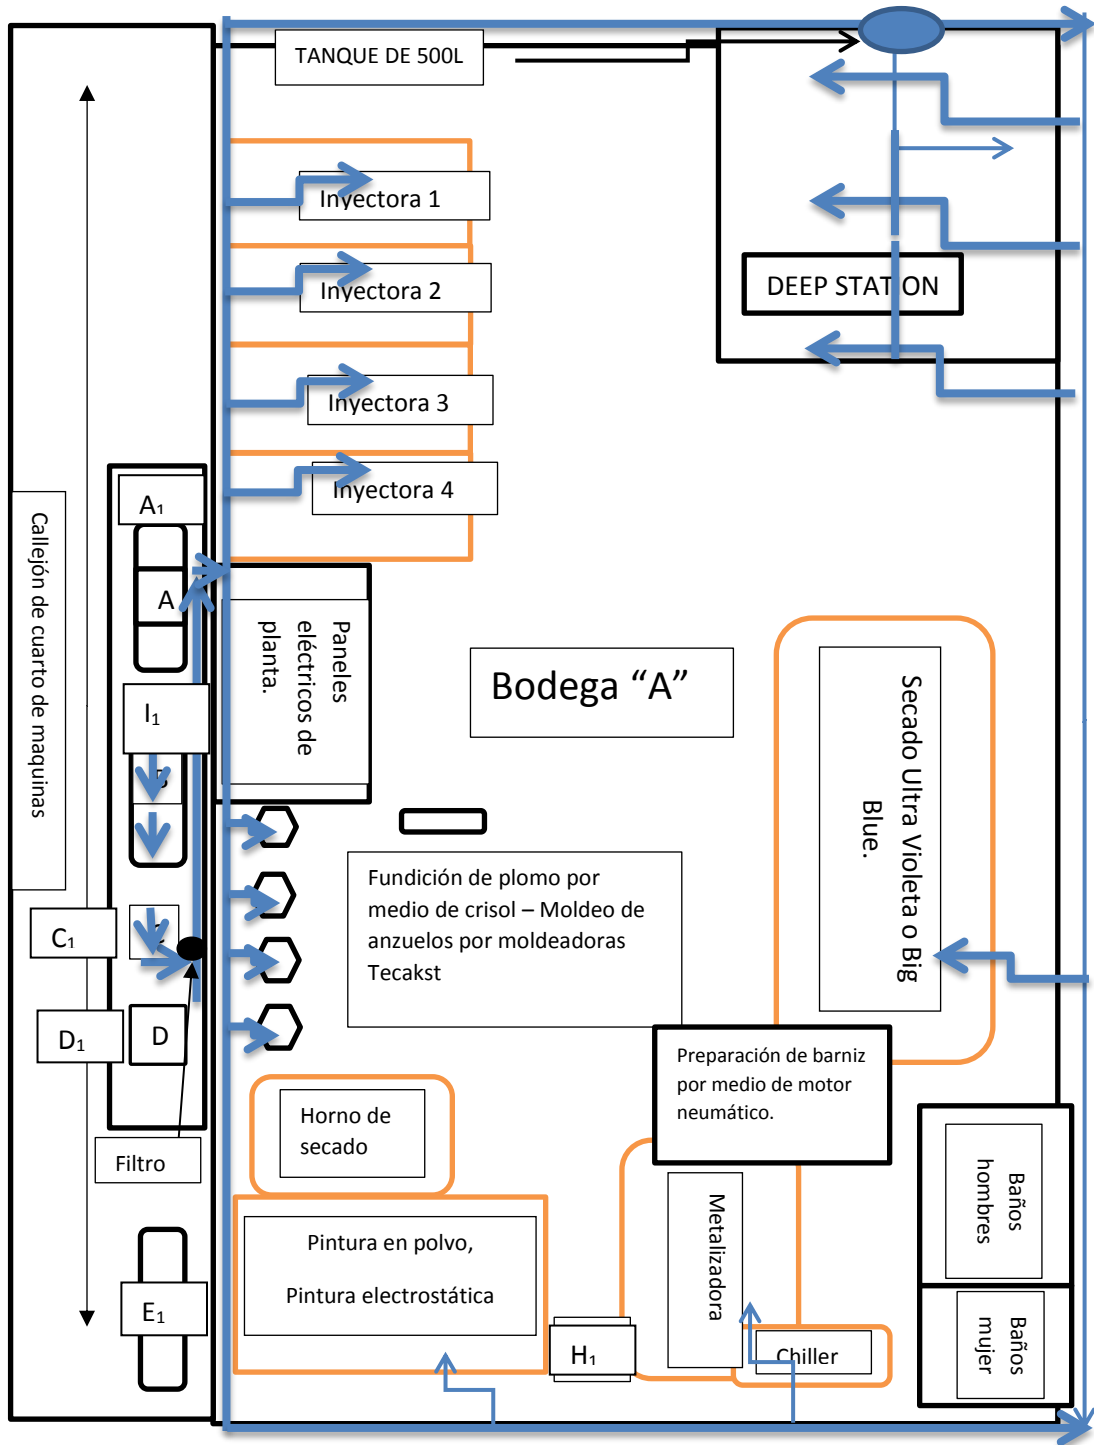 TANQUE DE 500L
Inyectora 1
Inyectora 2
DEEP STATION
Inyectora 3
Inyectora 4
A₁
Callejón de cuarto de maquinas
A
Paneles
eléctricos de
planta.
Bodega “A”
Secado Ultra Violeta o Big
Blue.
I₁
B
Fundición de plomo por
medio de crisol – Moldeo de
anzuelos por moldeadoras
Tecakst
C₁
C
D₁
D
Preparación de barniz
por medio de motor
neumático.
Horno de
secado
Filtro
Baños
hombres
Metalizadora
Pintura en polvo,
Pintura electrostática
E₁
H₁
Chiller
Baños
mujer